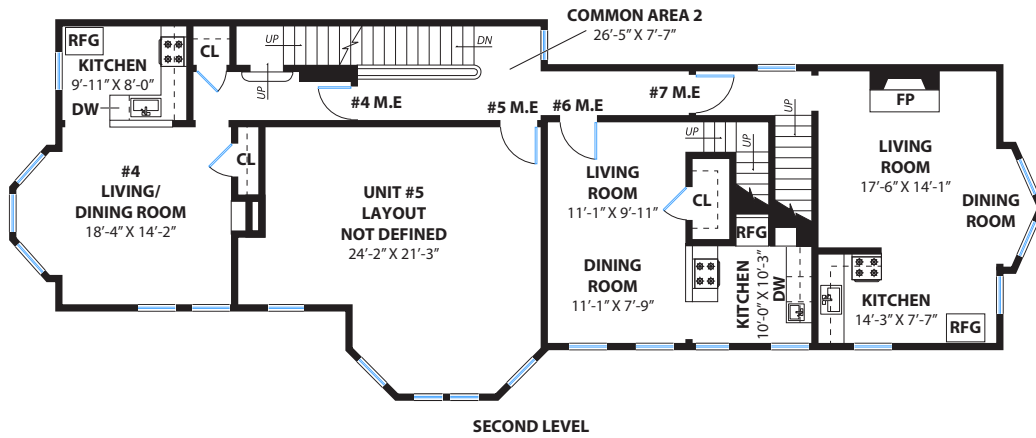 COMMON AREA 2
26'-5" X 7'-7"
RFG
KITCHEN
9'-11" X 8'-0"
DW
CL
UP
UP
DN
UP
#4 M.E
#5 M.E
#6 M.E
#7 M.E
FP
CL
#4
LIVING/
DINING ROOM
18'-4" X 14'-2"
UNIT #5
LAYOUT
NOT DEFINED
24'-2" X 21'-3"
LIVING
ROOM
11'-1" X 9'-11"
UP
UP
UP
CL
RFG
DINING
ROOM
11'-1" X 7'-9"
KITCHEN
10'-0" X 10'-3"
DW
LIVING
ROOM
17'-6" X 14'-1"
DINING
ROOM
KITCHEN
14'-3" X 7'-7"
RFG
SECOND LEVEL